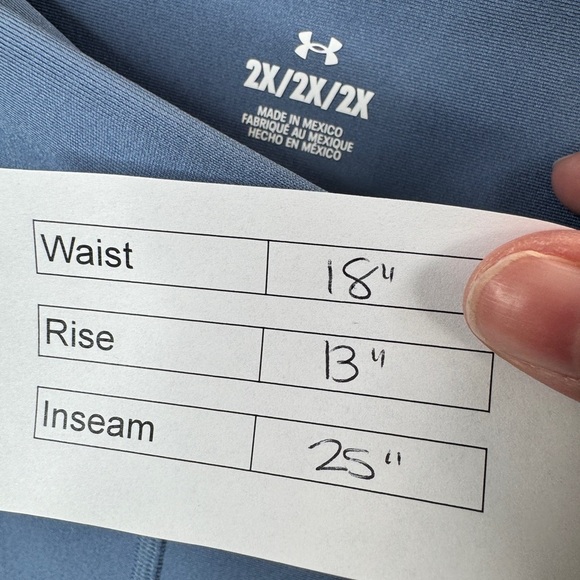 2X/2X/2X
MADE IN MEXICO
FABRIQUÉ AU MEXIQUE
HECHO EN MÉXICO
Waist 18"
Rise 13"
Inseam 25"